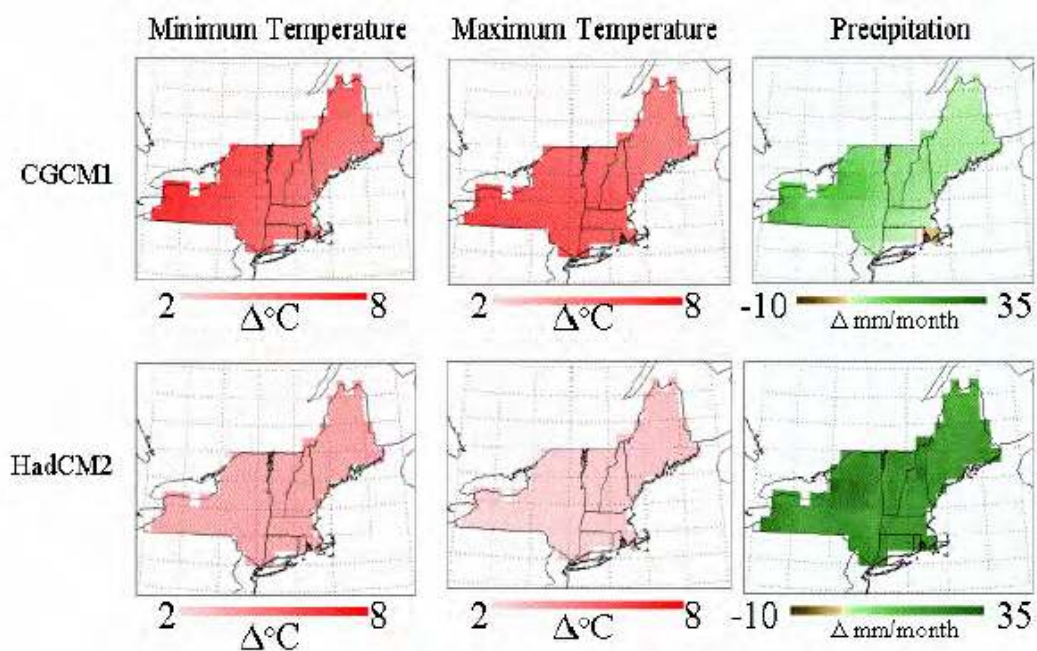 Minimum Temperature Maximum Temperature Precipitation
CGCM1
2 8 2 8 -10 35
Δ°C Δ°C Δ mm/month
HadCM2
2 8 2 8 -10 35
Δ°C Δ°C Δ mm/month